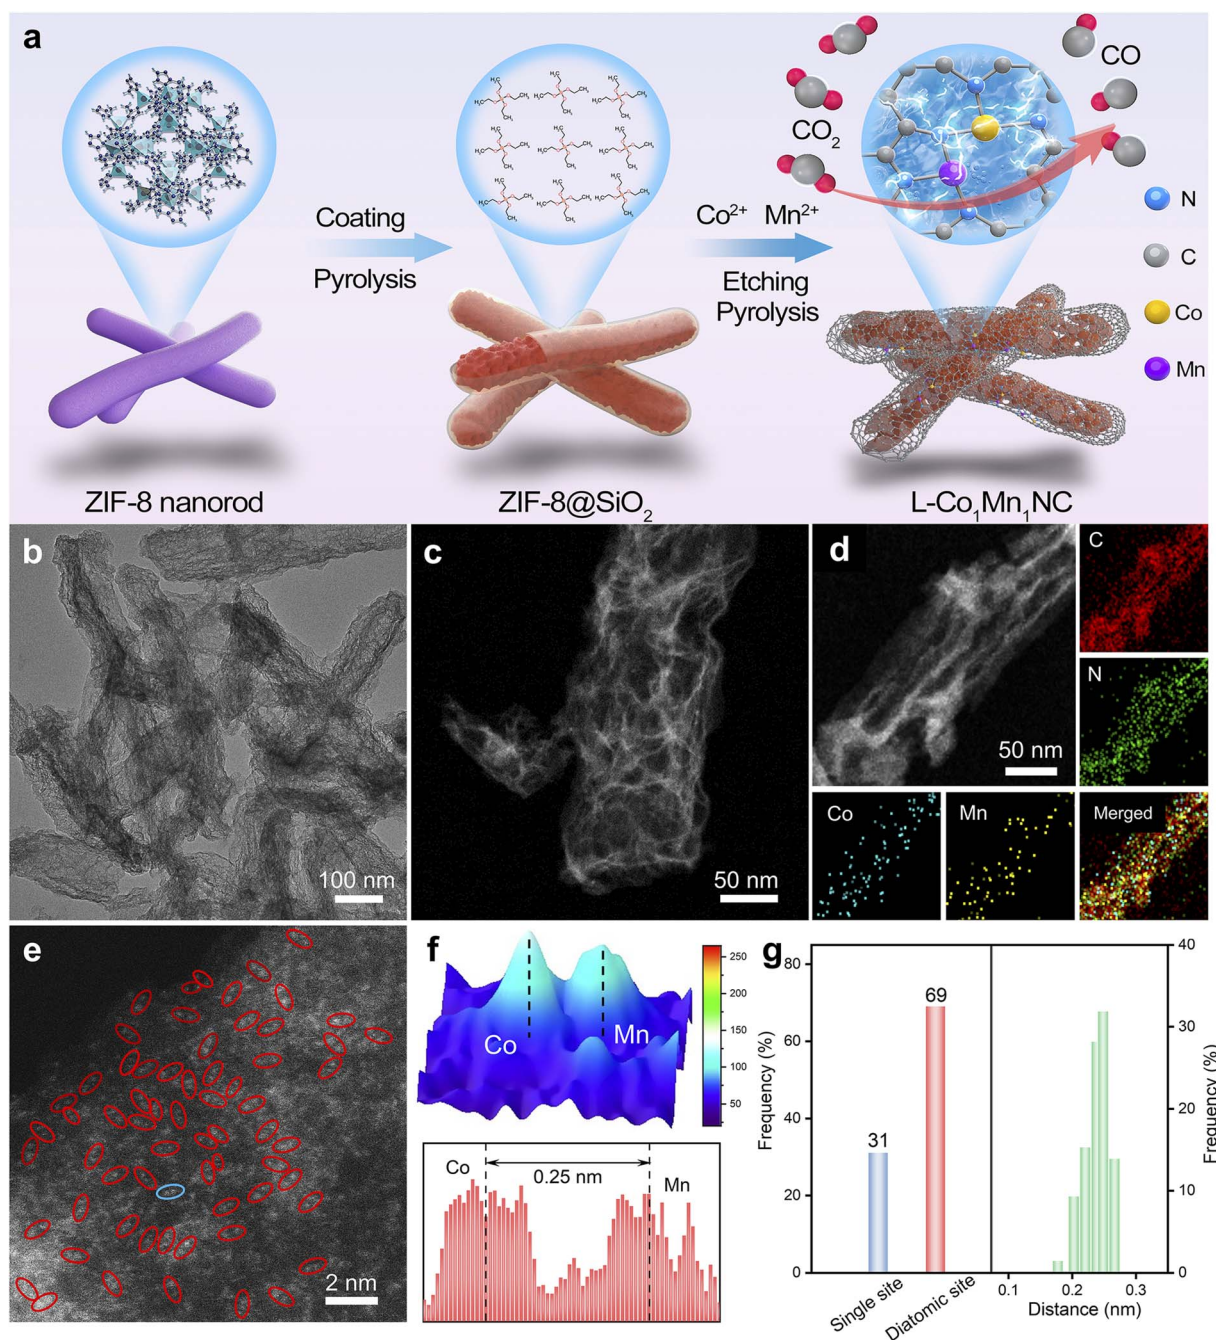 a
CO
CO₂
Coating
Pyrolysis
Co²⁺ Mn²⁺
Etching
Pyrolysis
N
C
Co
Mn
ZIF-8 nanorod
ZIF-8@SiO₂
L-Co₁Mn₁NC
b
100 nm
c
50 nm
d
50 nm
C
N
Co
Mn
Merged
e
2 nm
f
Co
Mn
250
200
150
100
50
Co
0.25 nm
Mn
g
80
60
40
20
0
Frequency (%)
31
69
Single site
Diatomic site
40
30
20
10
0
Frequency (%)
0.1 0.2 0.3
Distance (nm)